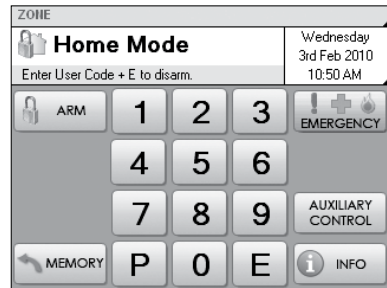 ZONE
Home Mode
Enter User Code + E to disarm.
Wednesday
3rd Feb 2010
10:50 AM
ARM
1 2 3
EMERGENCY
4 5 6
7 8 9
AUXILIARY
CONTROL
MEMORY
P 0 E
INFO